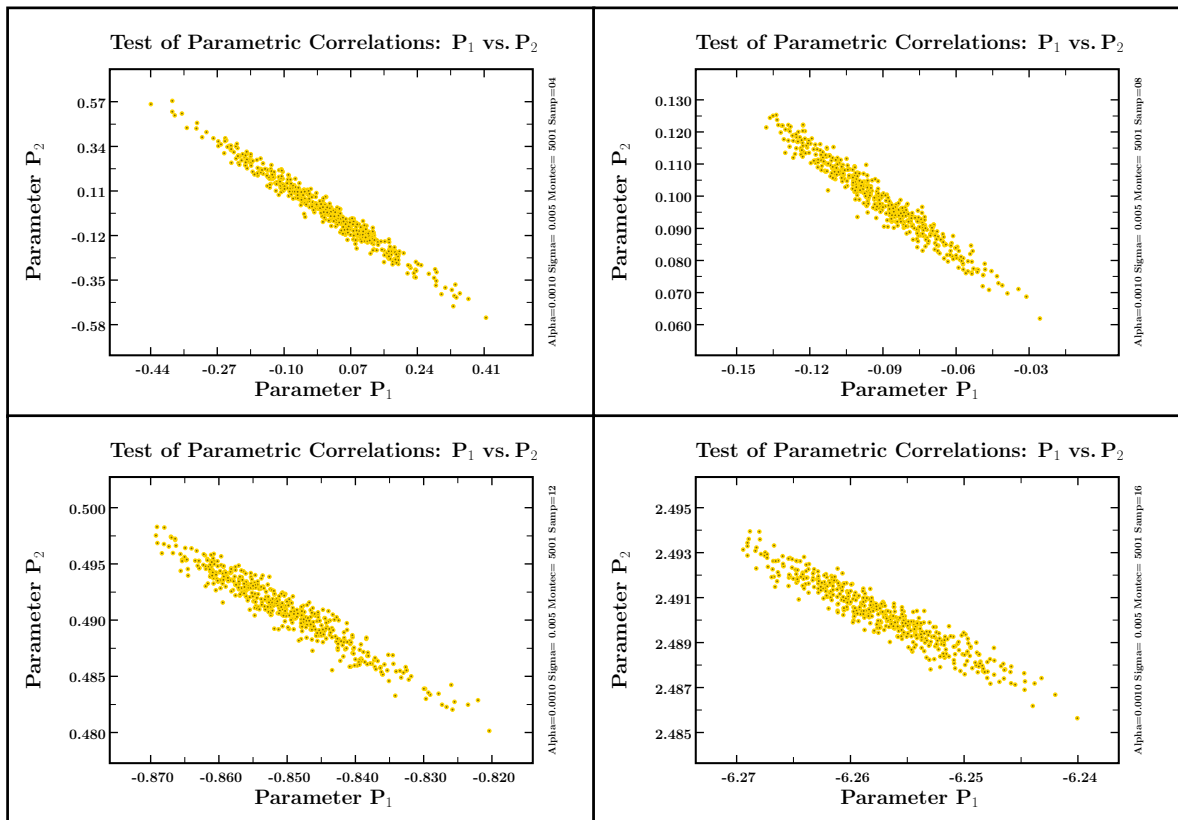 Test of Parametric Correlations: P₁ vs. P₂
Parameter P₂
0.57
0.34
0.11
-0.12
-0.35
-0.58
-0.44 -0.27 -0.10 0.07 0.24 0.41
Parameter P₁
Alpha=0.0010 Sigma= 0.005 Montec= 5001 Samp=04
Test of Parametric Correlations: P₁ vs. P₂
Parameter P₂
0.130
0.120
0.110
0.100
0.090
0.080
0.070
0.060
-0.15 -0.12 -0.09 -0.06 -0.03
Parameter P₁
Alpha=0.0010 Sigma= 0.005 Montec= 5001 Samp=08
Test of Parametric Correlations: P₁ vs. P₂
Parameter P₂
0.500
0.495
0.490
0.485
0.480
-0.870 -0.860 -0.850 -0.840 -0.830 -0.820
Parameter P₁
Alpha=0.0010 Sigma= 0.005 Montec= 5001 Samp=12
Test of Parametric Correlations: P₁ vs. P₂
Parameter P₂
2.495
2.493
2.491
2.489
2.487
2.485
-6.27 -6.26 -6.25 -6.24
Parameter P₁
Alpha=0.0010 Sigma= 0.005 Montec= 5001 Samp=16